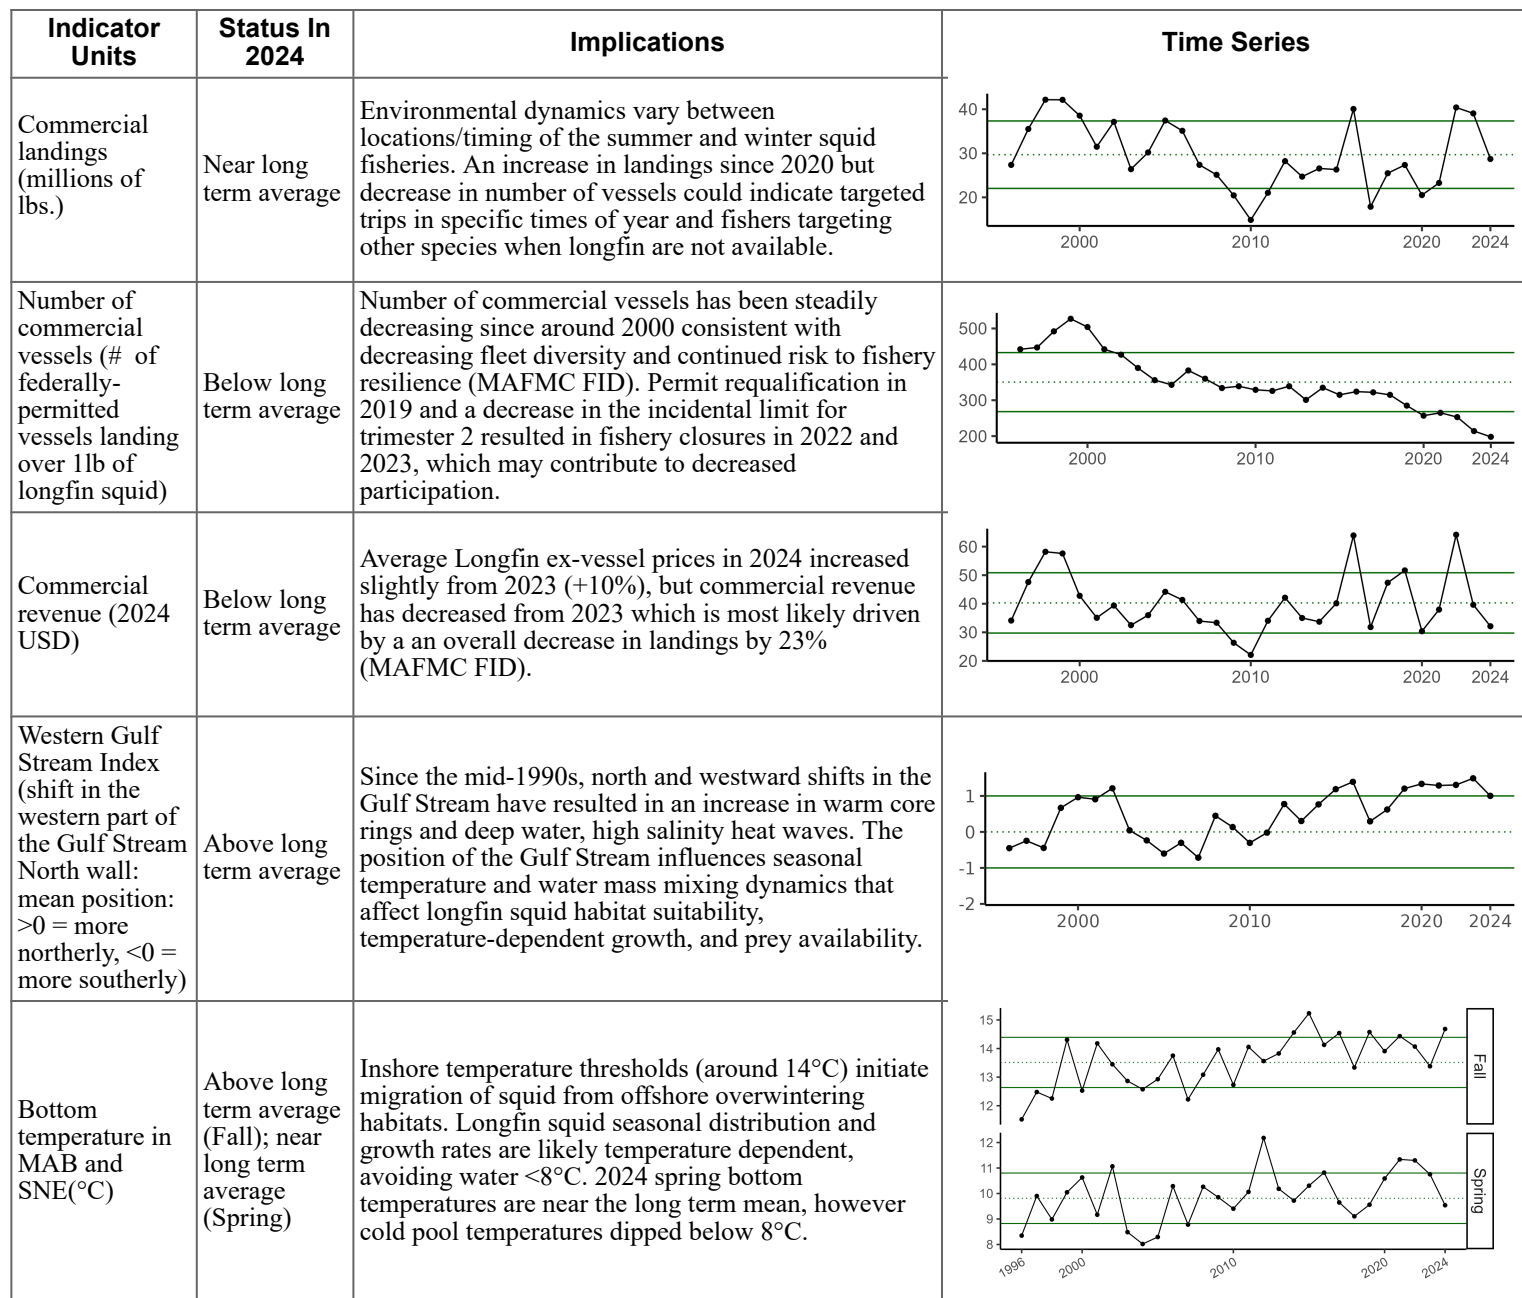 Indicator
Units
Status In
2024
Implications
Time Series
Commercial
landings
(millions of
lbs.)
Near long
term average
Environmental dynamics vary between
locations/timing of the summer and winter squid
fisheries. An increase in landings since 2020 but
decrease in number of vessels could indicate targeted
trips in specific times of year and fishers targeting
other species when longfin are not available.
40
30
20
2000 2010 2020 2024
Number of
commercial
vessels (# of
federally-
permitted
vessels landing
over 1lb of
longfin squid)
Below long
term average
Number of commercial vessels has been steadily
decreasing since around 2000 consistent with
decreasing fleet diversity and continued risk to fishery
resilience (MAFMC FID). Permit requalification in
2019 and a decrease in the incidental limit for
trimester 2 resulted in fishery closures in 2022 and
2023, which may contribute to decreased
participation.
500
400
300
200
2000 2010 2020 2024
Commercial
revenue (2024
USD)
Below long
term average
Average Longfin ex-vessel prices in 2024 increased
slightly from 2023 (+10%), but commercial revenue
has decreased from 2023 which is most likely driven
by a an overall decrease in landings by 23%
(MAFMC FID).
60
50
40
30
20
2000 2010 2020 2024
Western Gulf
Stream Index
(shift in the
western part of
the Gulf Stream
North wall:
mean position:
>0 = more
northerly, <0 =
more southerly)
Above long
term average
Since the mid-1990s, north and westward shifts in the
Gulf Stream have resulted in an increase in warm core
rings and deep water, high salinity heat waves. The
position of the Gulf Stream influences seasonal
temperature and water mass mixing dynamics that
affect longfin squid habitat suitability,
temperature-dependent growth, and prey availability.
1
0
-1
-2
2000 2010 2020 2024
Bottom
temperature in
MAB and
SNE(°C)
Above long
term average
(Fall); near
long term
average
(Spring)
Inshore temperature thresholds (around 14°C) initiate
migration of squid from offshore overwintering
habitats. Longfin squid seasonal distribution and
growth rates are likely temperature dependent,
avoiding water <8°C. 2024 spring bottom
temperatures are near the long term mean, however
cold pool temperatures dipped below 8°C.
15
14
13
12
Fall
12
11
10
9
8
Spring
1996 2000 2010 2020 2024